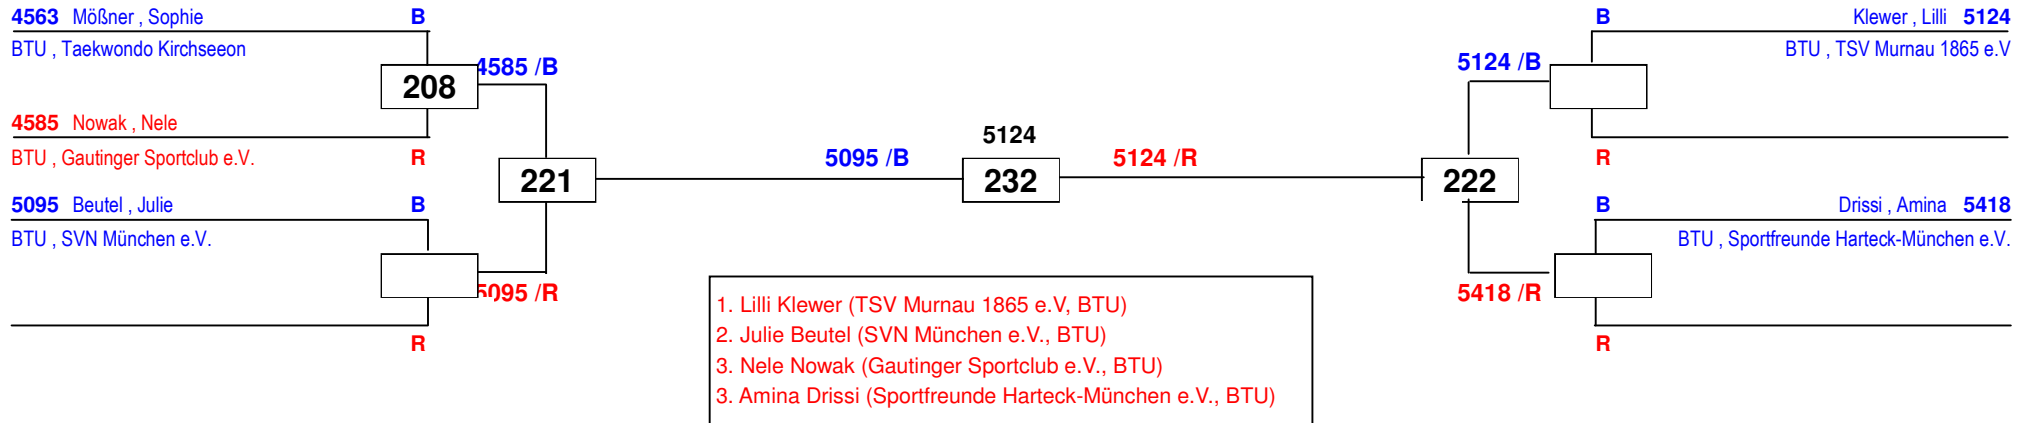 4563 Mößner , Sophie B
BTU , Taekwondo Kirchseeon
4585 /B
208
4585 Nowak , Nele
BTU , Gautinger Sportclub e.V. R
221
5095 Beutel , Julie B
BTU , SVN München e.V.
5095 /R
R
5095 /B
5124
232
5124 /R
B Klewer , Lilli 5124
BTU , TSV Murnau 1865 e.V
5124 /B
R
222
B Drissi , Amina 5418
BTU , Sportfreunde Harteck-München e.V.
5418 /R
R
1. Lilli Klewer (TSV Murnau 1865 e.V, BTU)
2. Julie Beutel (SVN München e.V., BTU)
3. Nele Nowak (Gautinger Sportclub e.V., BTU)
3. Amina Drissi (Sportfreunde Harteck-München e.V., BTU)